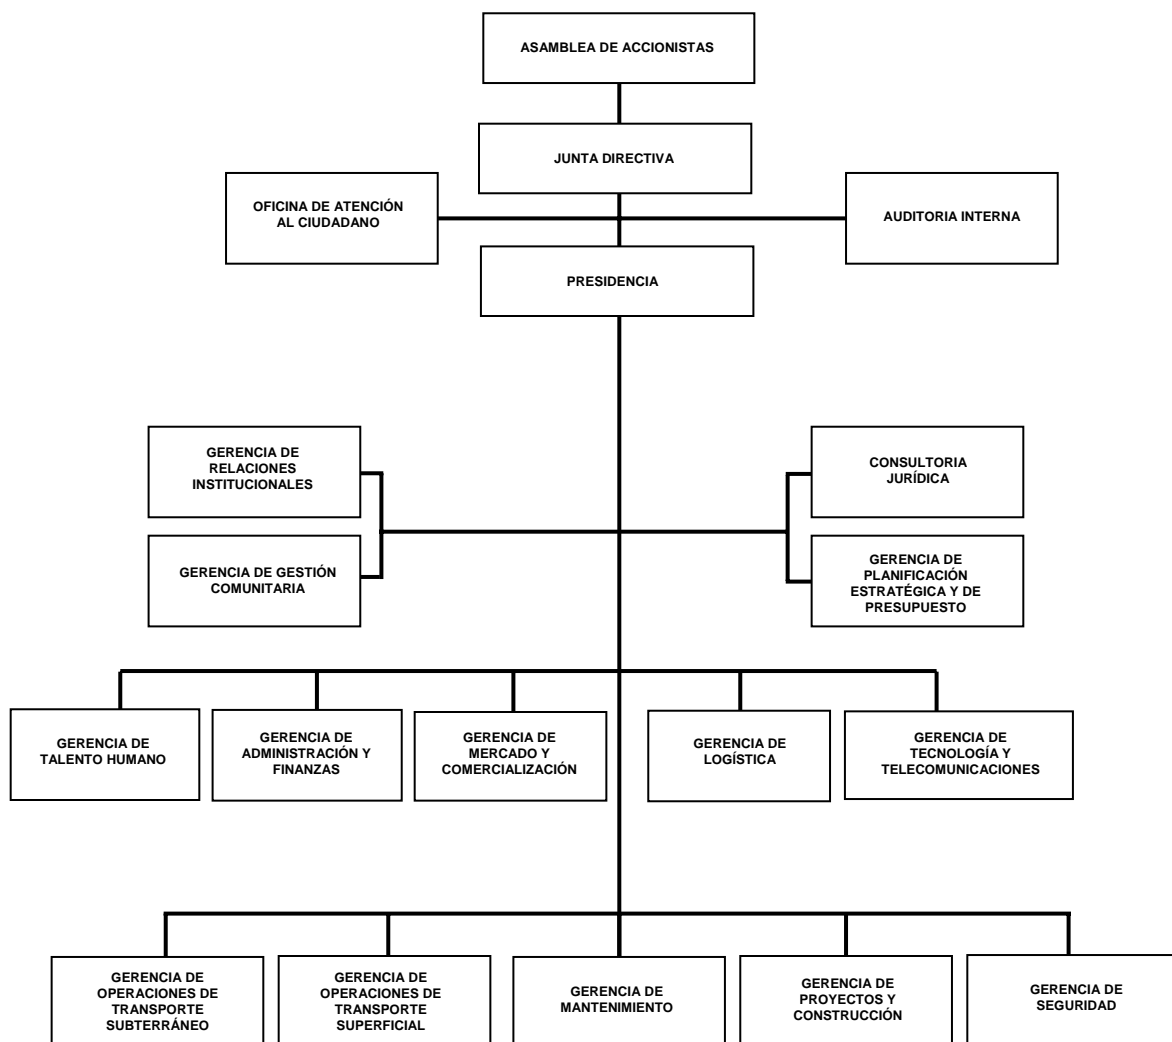 ASAMBLEA DE ACCIONISTAS
JUNTA DIRECTIVA
OFICINA DE ATENCIÓN
AL CIUDADANO
AUDITORIA INTERNA
PRESIDENCIA
GERENCIA DE
RELACIONES
INSTITUCIONALES
CONSULTORIA
JURÍDICA
GERENCIA DE GESTIÓN
COMUNITARIA
GERENCIA DE
PLANIFICACIÓN
ESTRATÉGICA Y DE
PRESUPUESTO
GERENCIA DE
TALENTO HUMANO
GERENCIA DE
ADMINISTRACIÓN Y
FINANZAS
GERENCIA DE
MERCADO Y
COMERCIALIZACIÓN
GERENCIA DE
LOGÍSTICA
GERENCIA DE
TECNOLOGÍA Y
TELECOMUNICACIONES
GERENCIA DE
OPERACIONES DE
TRANSPORTE
SUBTERRÁNEO
GERENCIA DE
OPERACIONES DE
TRANSPORTE
SUPERFICIAL
GERENCIA DE
MANTENIMIENTO
GERENCIA DE
PROYECTOS Y
CONSTRUCCIÓN
GERENCIA DE
SEGURIDAD